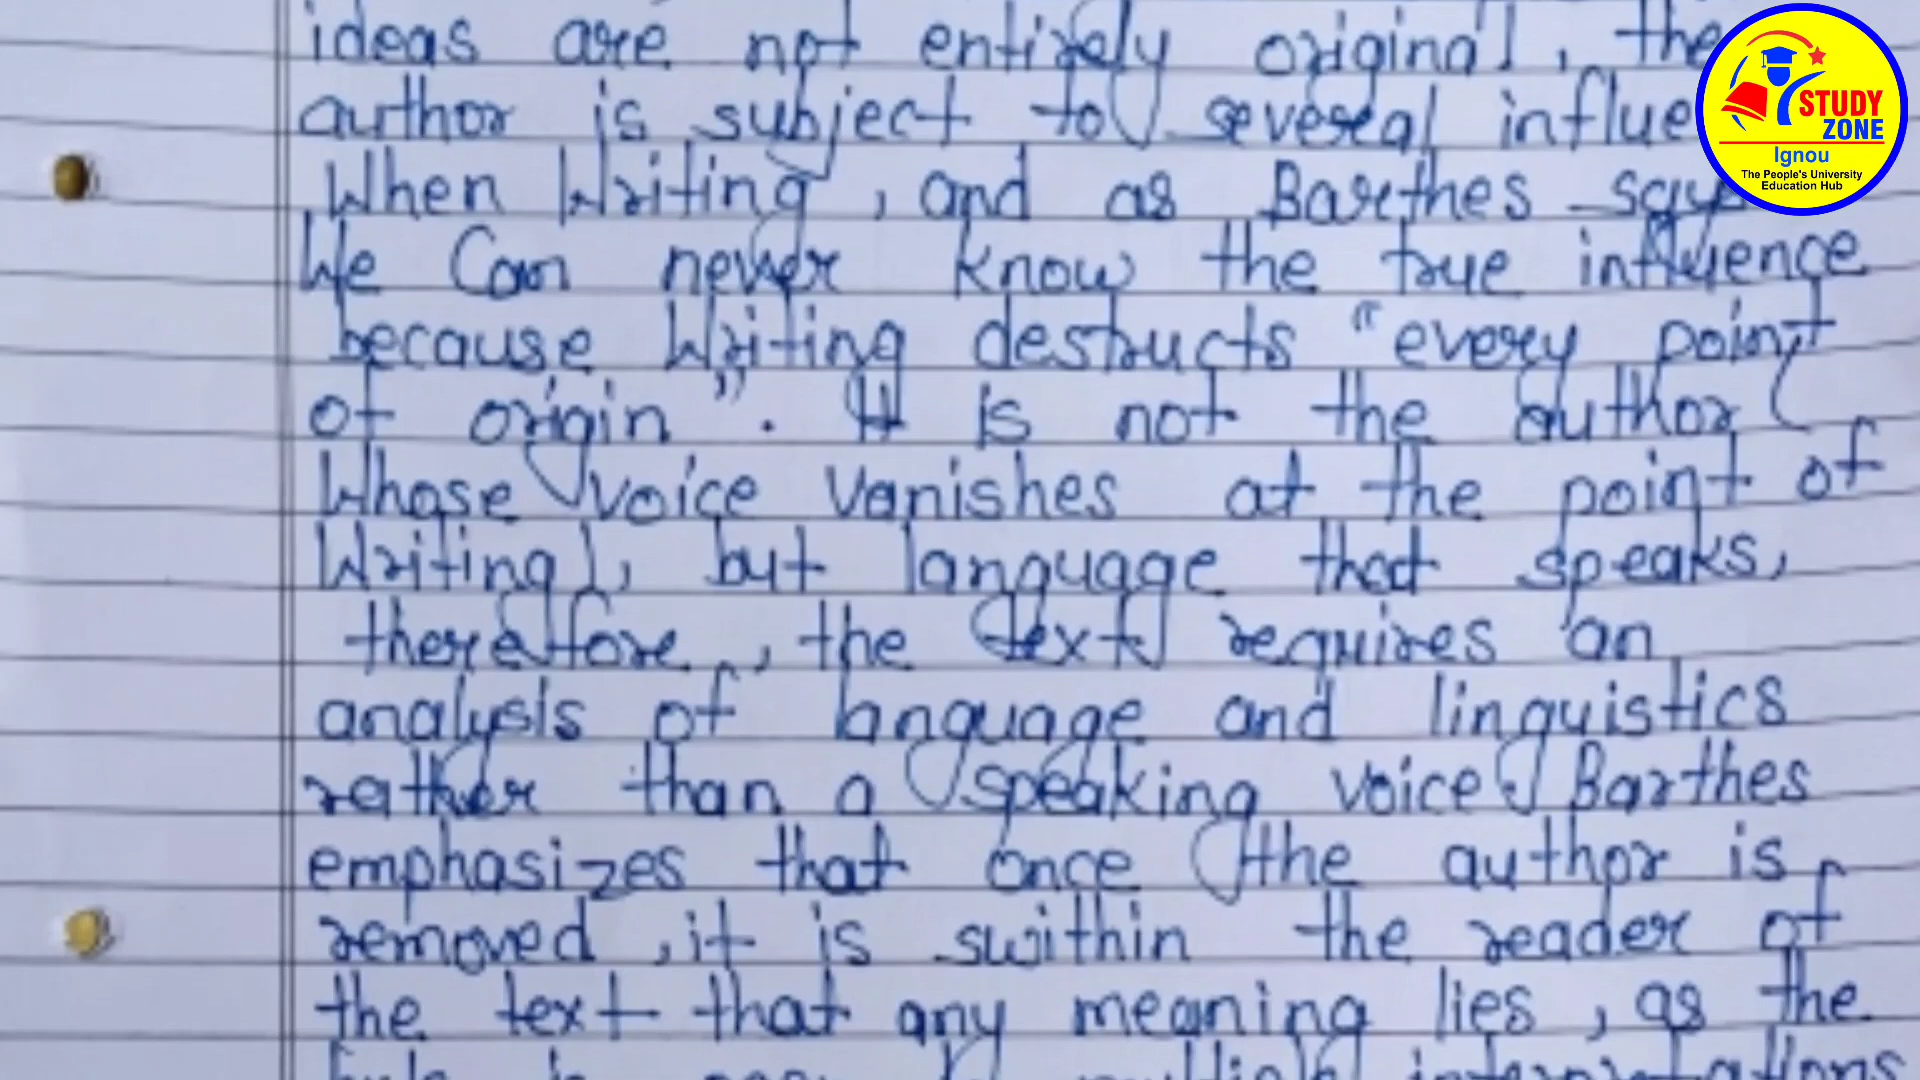 ideas are not entirely original, the
author is subject to several influe
When Writing, and as Barthes says
We Can never know the true influence
because Writing destructs "every point
of origin". It is not the author
Whose voice vanishes at the point of
Writing, but language that speaks,
therefore, the text requires an
analysis of language and linguistics
rather than a speaking voice. Barthes
emphasizes that once the author is
removed, it is swithin the reader of
the text that any meaning lies, as the
is multiple interpretations
STUDY
ZONE
Ignou
The People's University
Education Hub